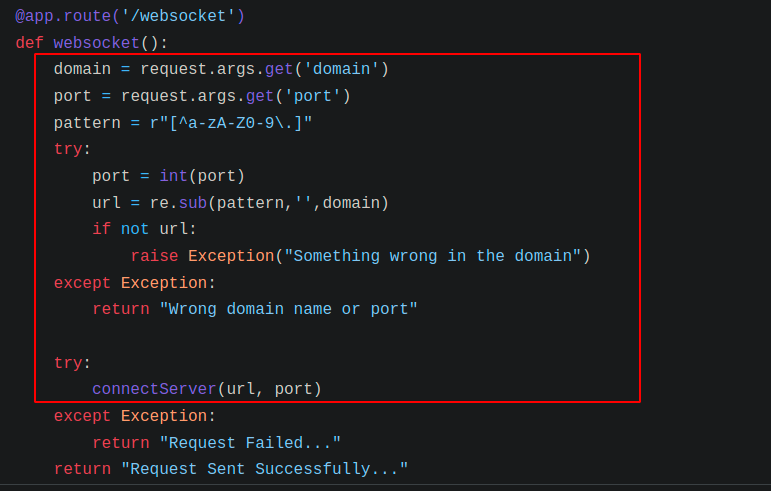 @app.route('/websocket')
def websocket():
    domain = request.args.get('domain')
    port = request.args.get('port')
    pattern = r"[^a-zA-Z0-9\.]"
    try:
        port = int(port)
        url = re.sub(pattern,'',domain)
        if not url:
            raise Exception("Something wrong in the domain")
    except Exception:
        return "Wrong domain name or port"

    try:
        connectServer(url, port)
    except Exception:
        return "Request Failed..."
    return "Request Sent Successfully..."